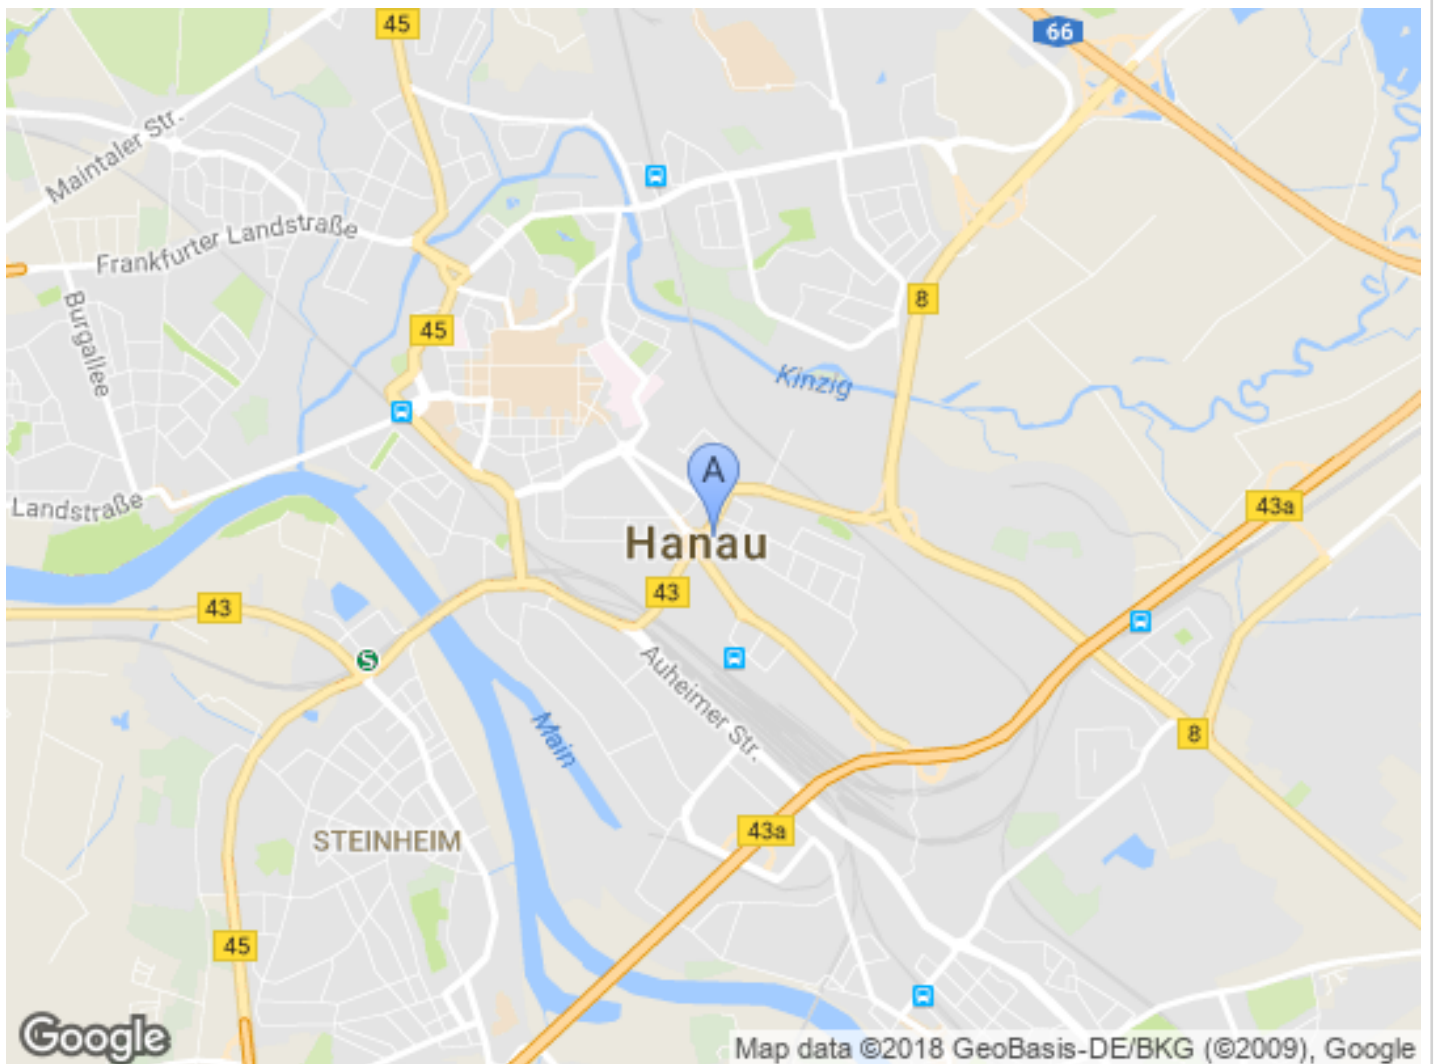 45
66
Maintaler Str.
Frankfurter Landstraße
Burgallee
8
45
Kinzig
A
Landstraße
43a
Hanau
43
43
S
Auheimer Str.
Main
8
STEINHEIM
43a
45
Google
Map data ©2018 GeoBasis-DE/BKG (©2009), Google